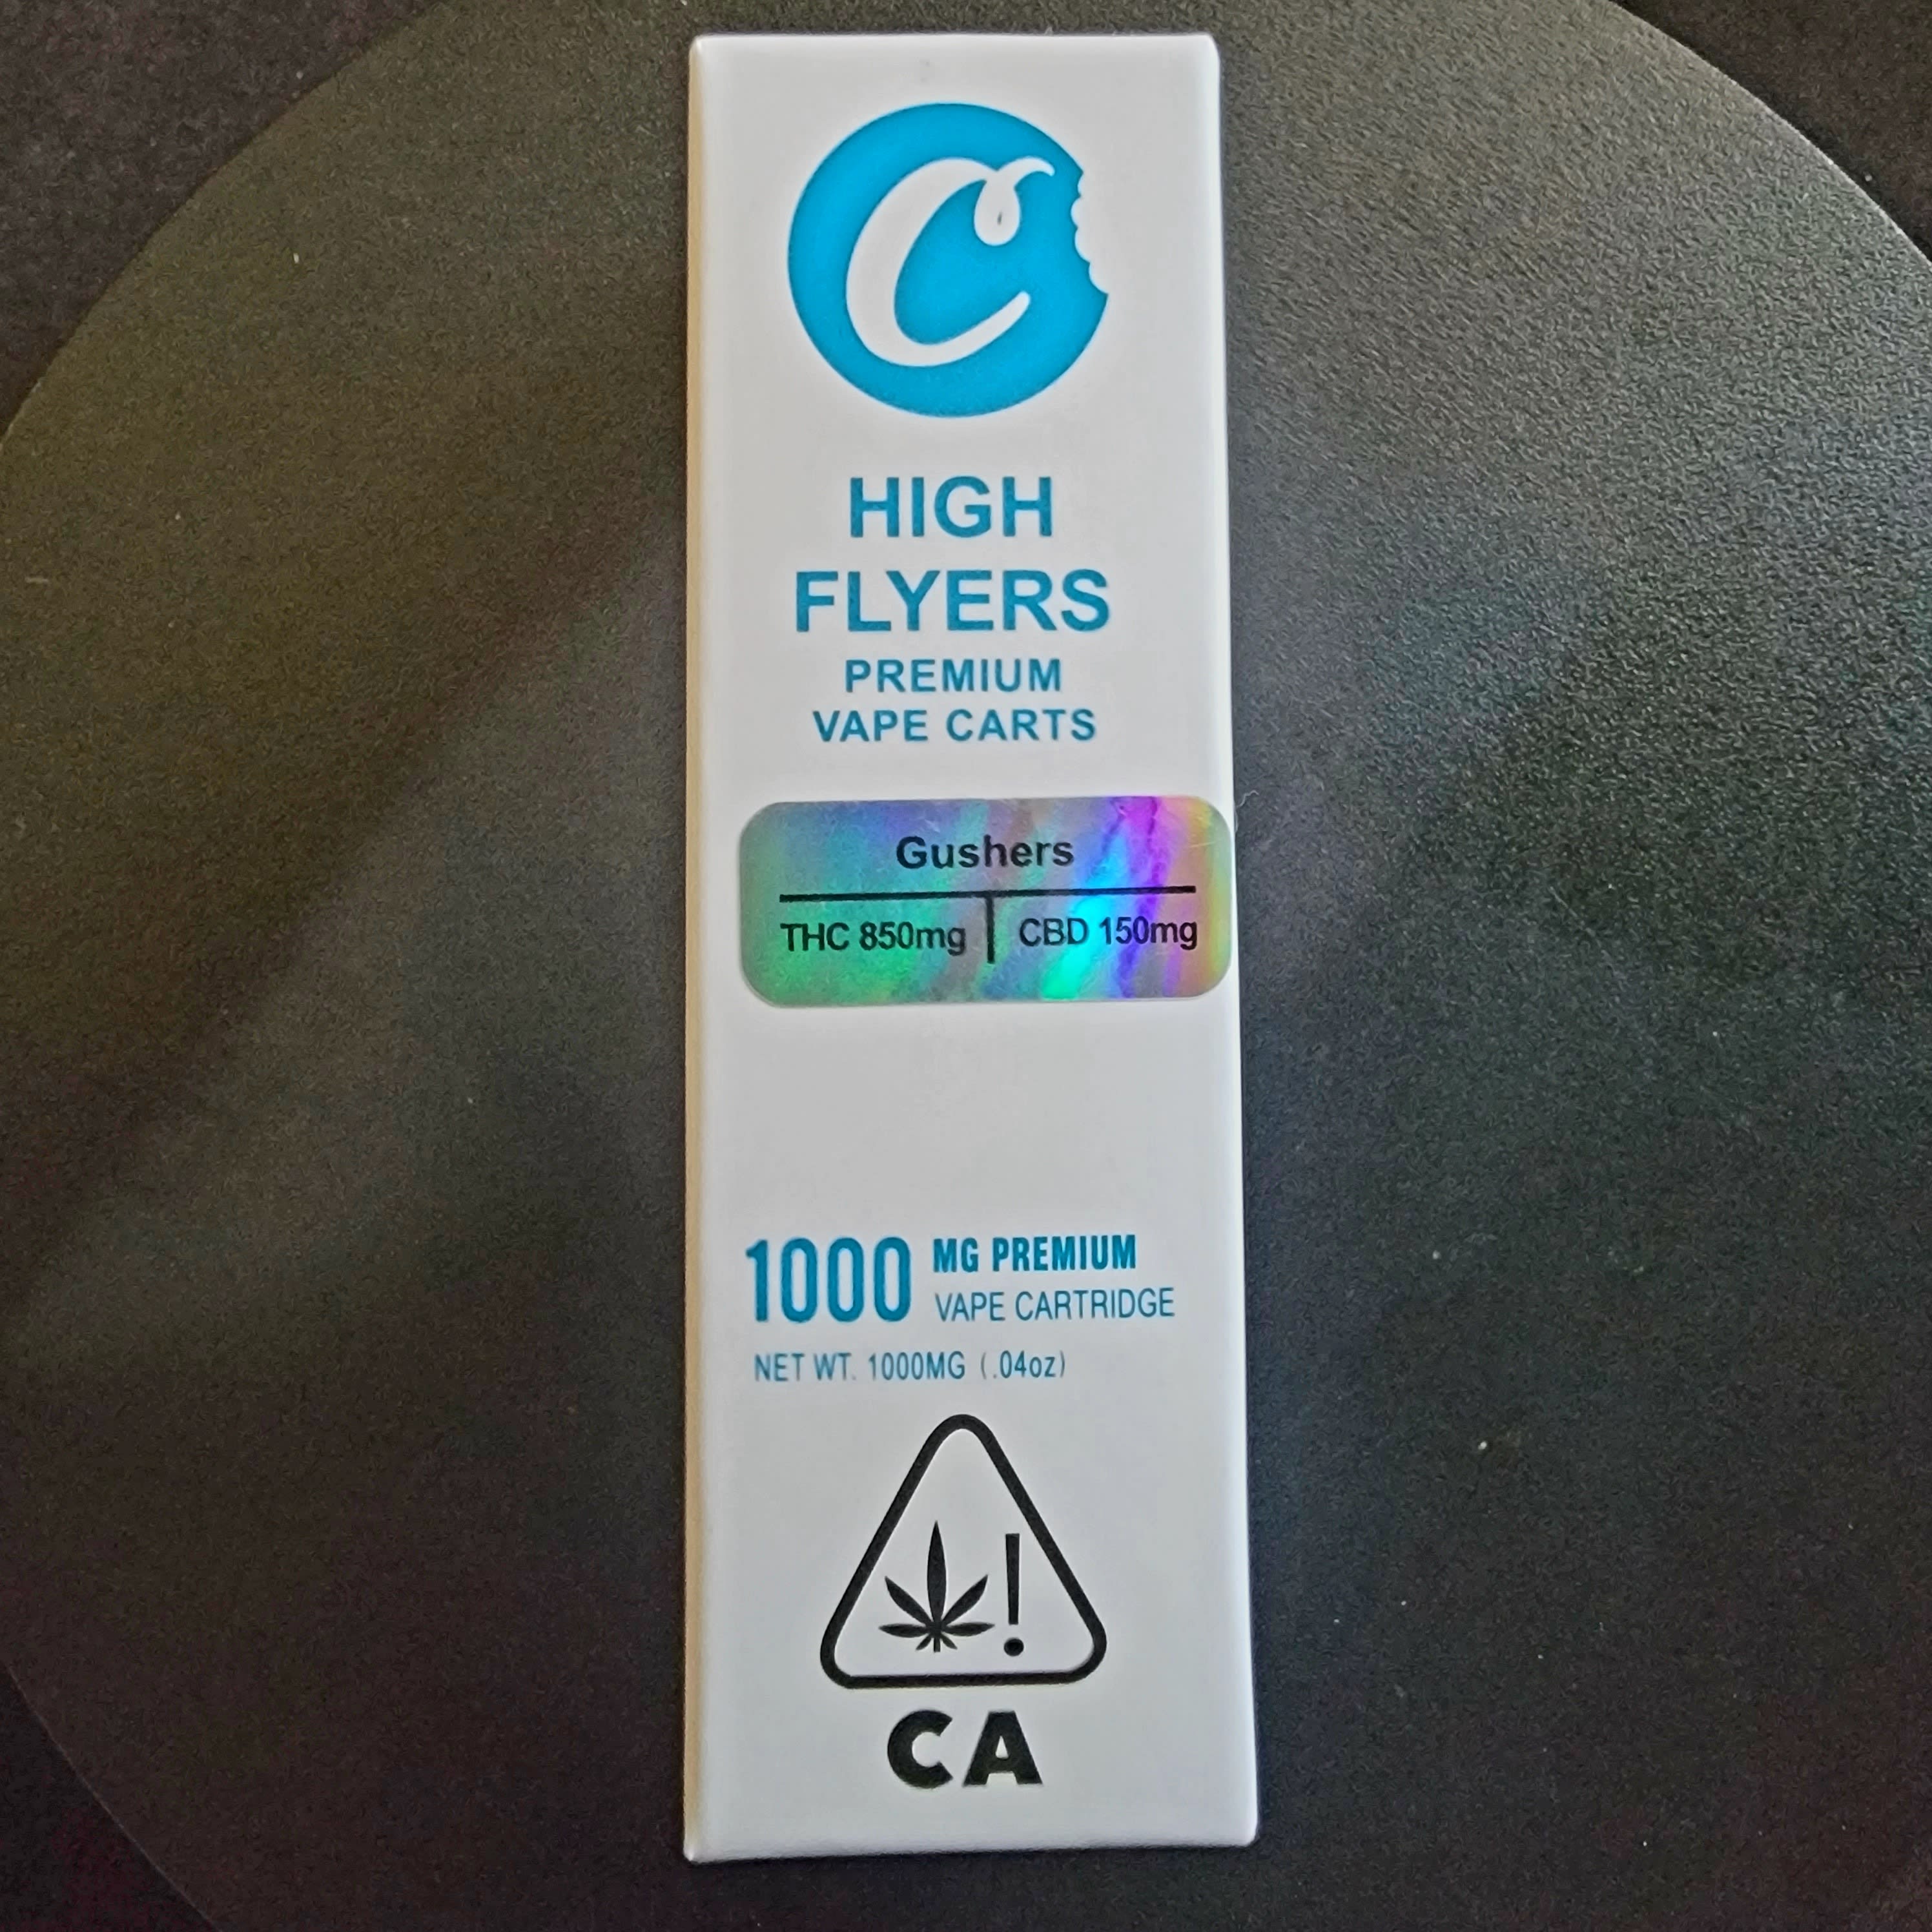 C
HIGH
FLYERS
PREMIUM
VAPE CARTS
Gushers
THC 850mg | CBD 150mg
1000 MG PREMIUM
VAPE CARTRIDGE
NET WT. 1000MG (.04oz)
!
CA